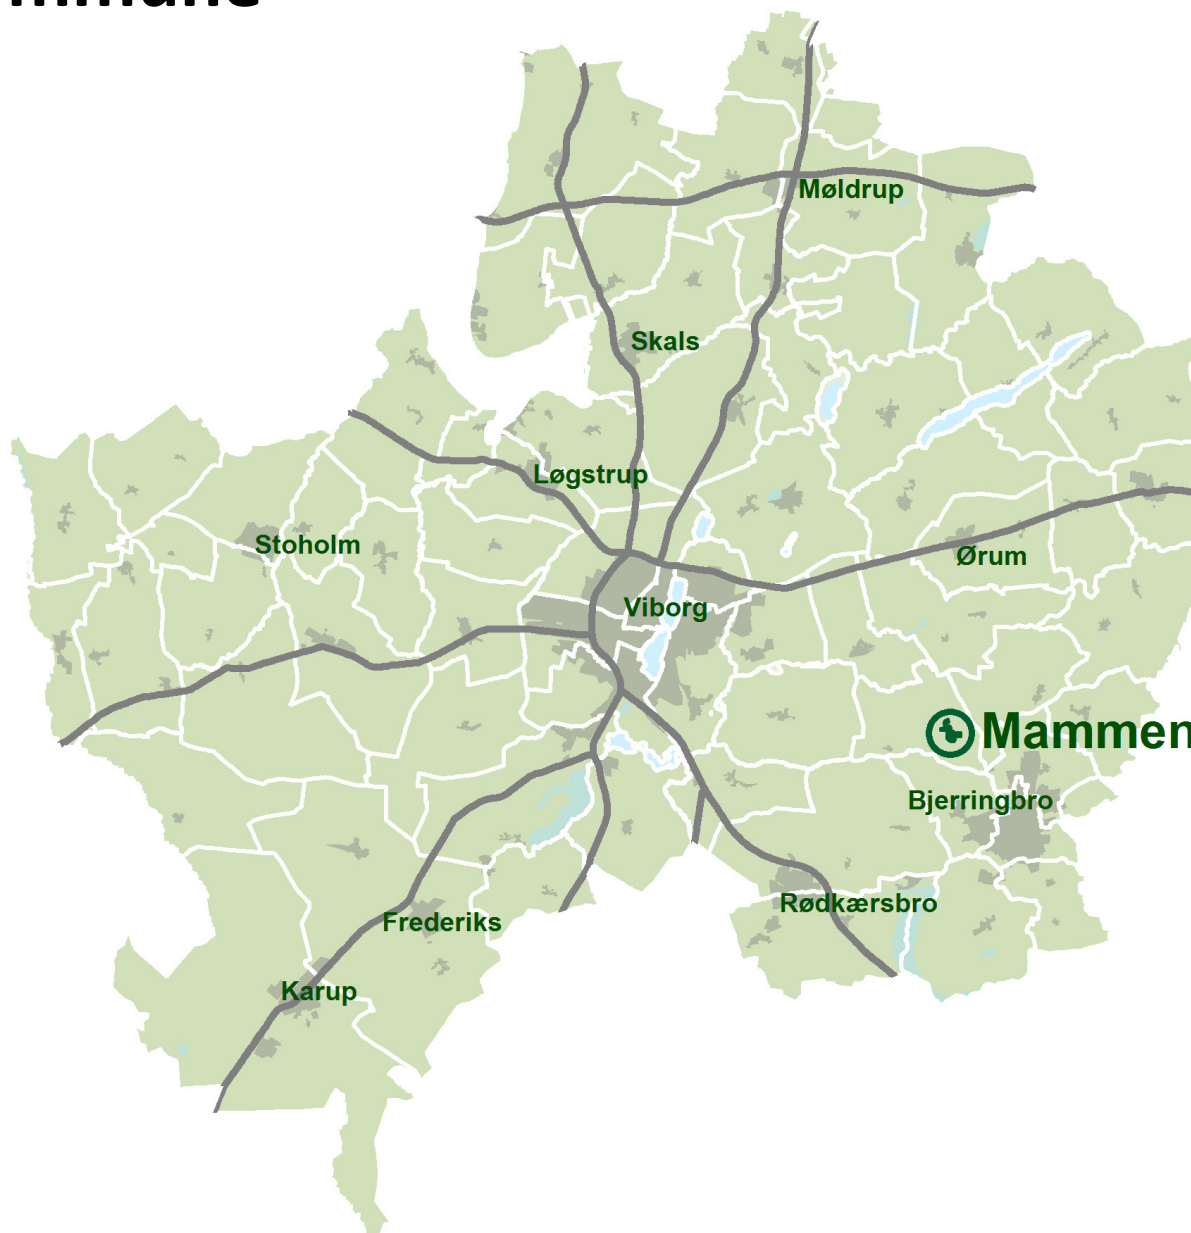 Møldrup
Skals
Løgstrup
Stoholm
Ørum
Viborg
Mammen
Bjerringbro
Rødkærsbro
Frederiks
Karup